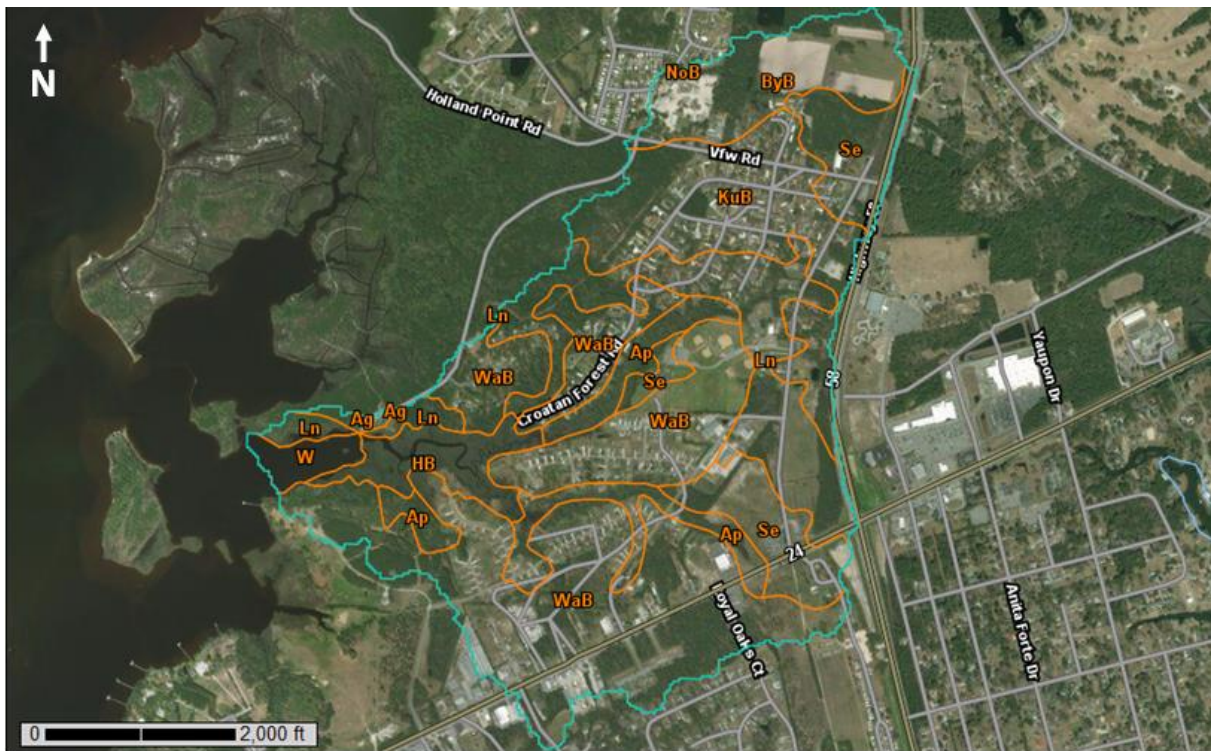 N
NoB
ByB
Holland Point Rd
Vfw Rd
Se
KuB
Ln
WaB
WaB
Ap
Croatan Forest Rd
Se
Ln
58
Yaupon Dr
WaB
Ag
Ag
Ln
Ln
W
HB
Ap
Ap
Se
24
WaB
Loyal Oaks Ct
Anita Forte Dr
0
2,000 ft